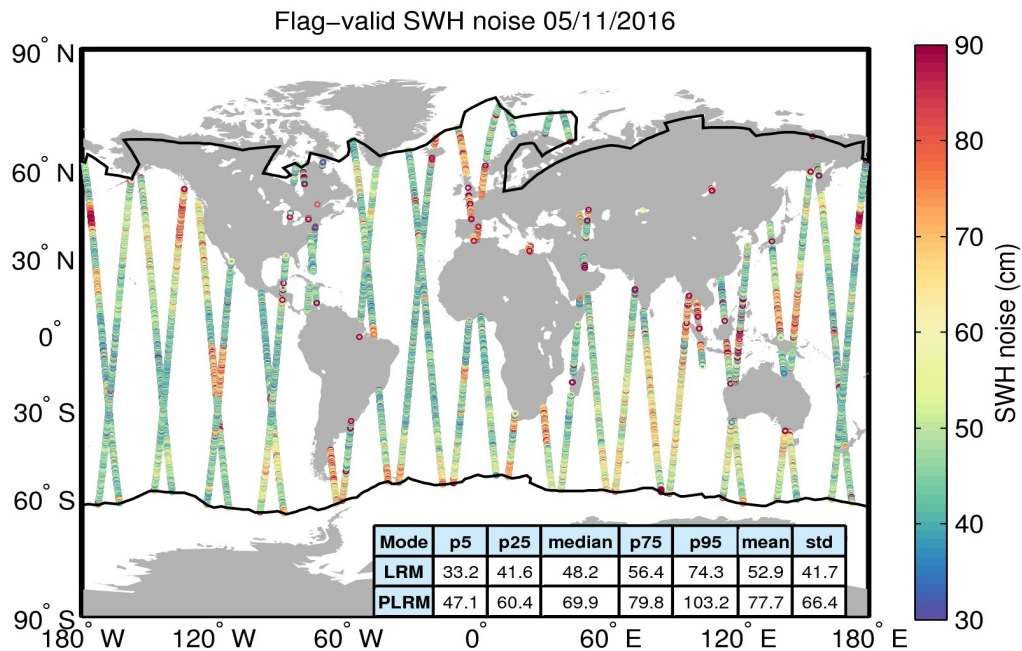 Flag−valid SWH noise 05/11/2016
90° N
60° N
30° N
0°
30° S
60° S
90° S
180° W
120° W
60° W
0°
60° E
120° E
180° E
Mode p5 p25 median p75 p95 mean std
LRM 33.2 41.6 48.2 56.4 74.3 52.9 41.7
PLRM 47.1 60.4 69.9 79.8 103.2 77.7 66.4
90
80
70
60
50
40
30
SWH noise (cm)